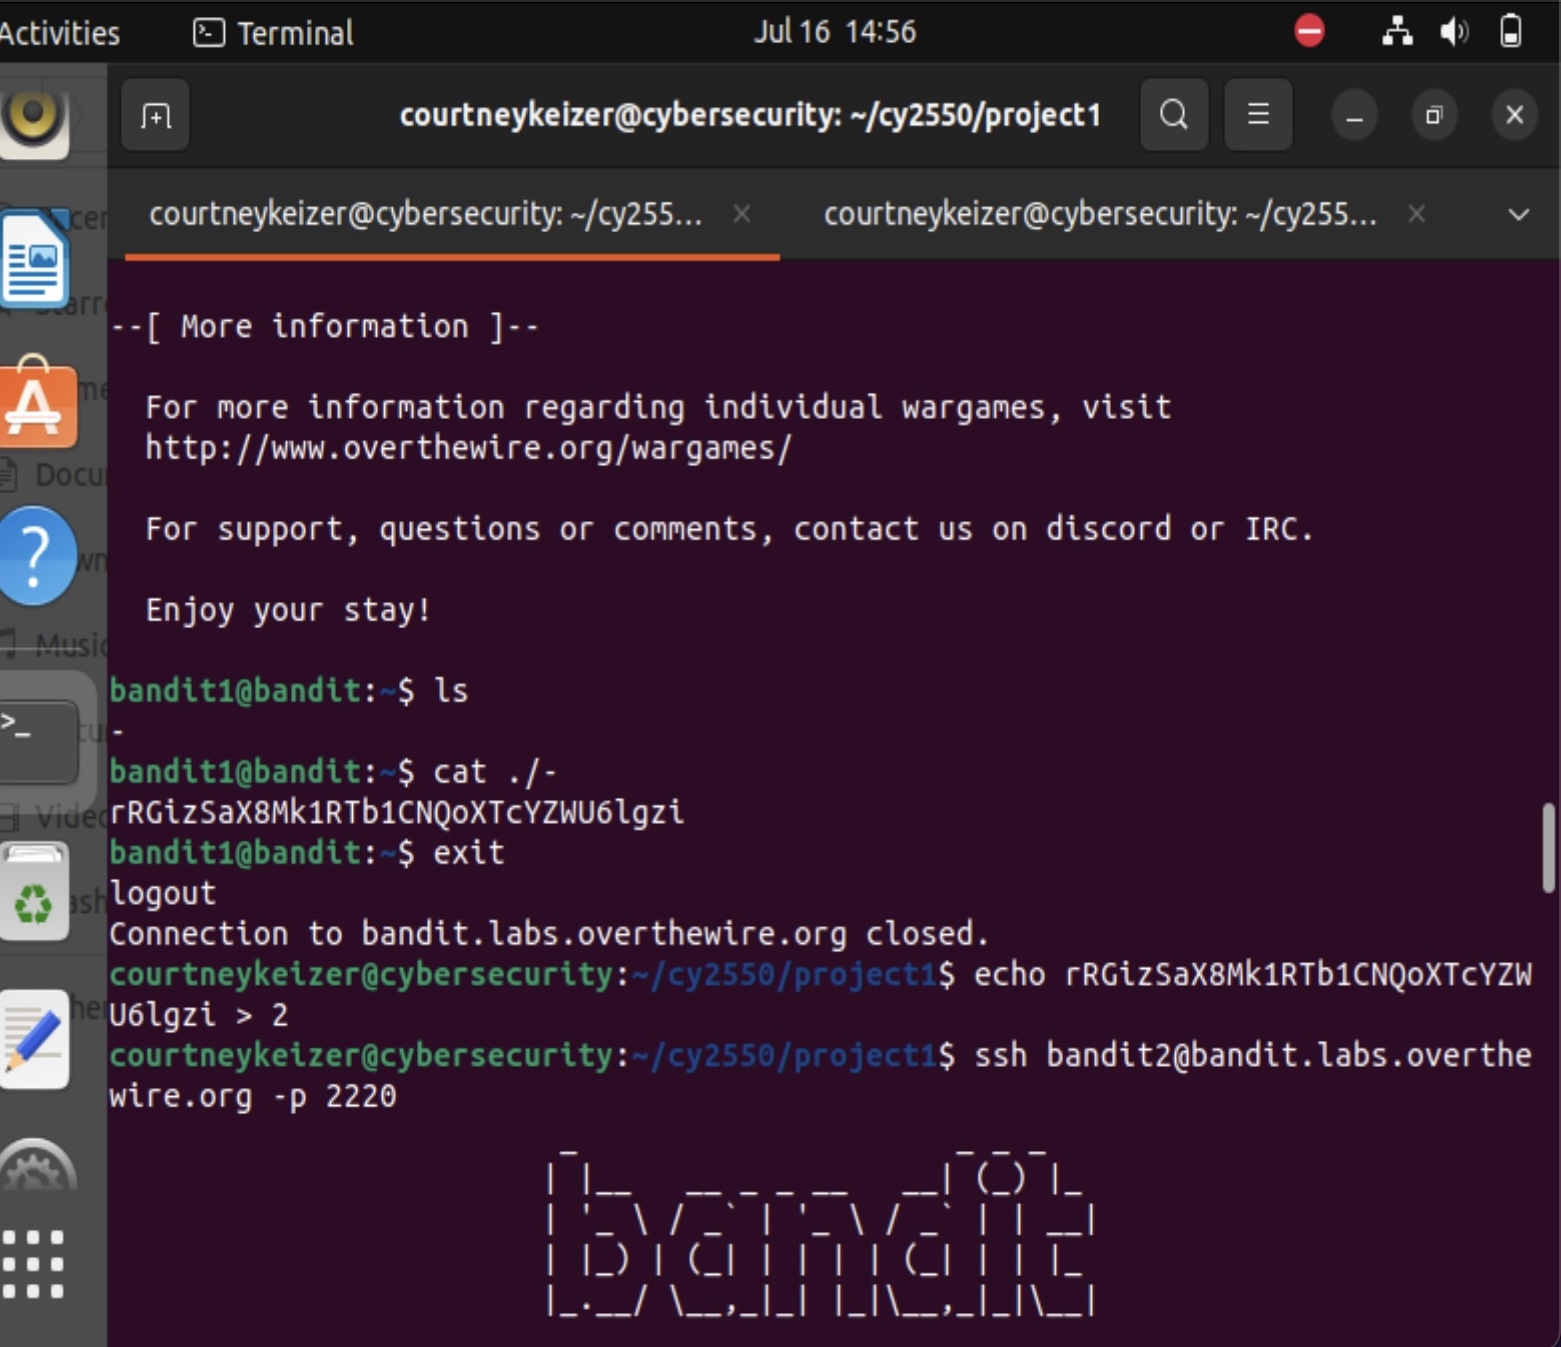 Activities
Terminal
Jul 16 14:56
courtneykeizer@cybersecurity: ~/cy2550/project1
courtneykeizer@cybersecurity: ~/cy255...
courtneykeizer@cybersecurity: ~/cy255...
--[ More information ]--
For more information regarding individual wargames, visit
http://www.overthewire.org/wargames/
For support, questions or comments, contact us on discord or IRC.
Enjoy your stay!
bandit1@bandit:~$ ls
-
bandit1@bandit:~$ cat ./-
rRGizSaX8Mk1RTb1CNQoXTcYZWU6lgzi
bandit1@bandit:~$ exit
logout
Connection to bandit.labs.overthewire.org closed.
courtneykeizer@cybersecurity:~/cy2550/project1$ echo rRGizSaX8Mk1RTb1CNQoXTcYZW
U6lgzi > 2
courtneykeizer@cybersecurity:~/cy2550/project1$ ssh bandit2@bandit.labs.overthe
wire.org -p 2220
bandit